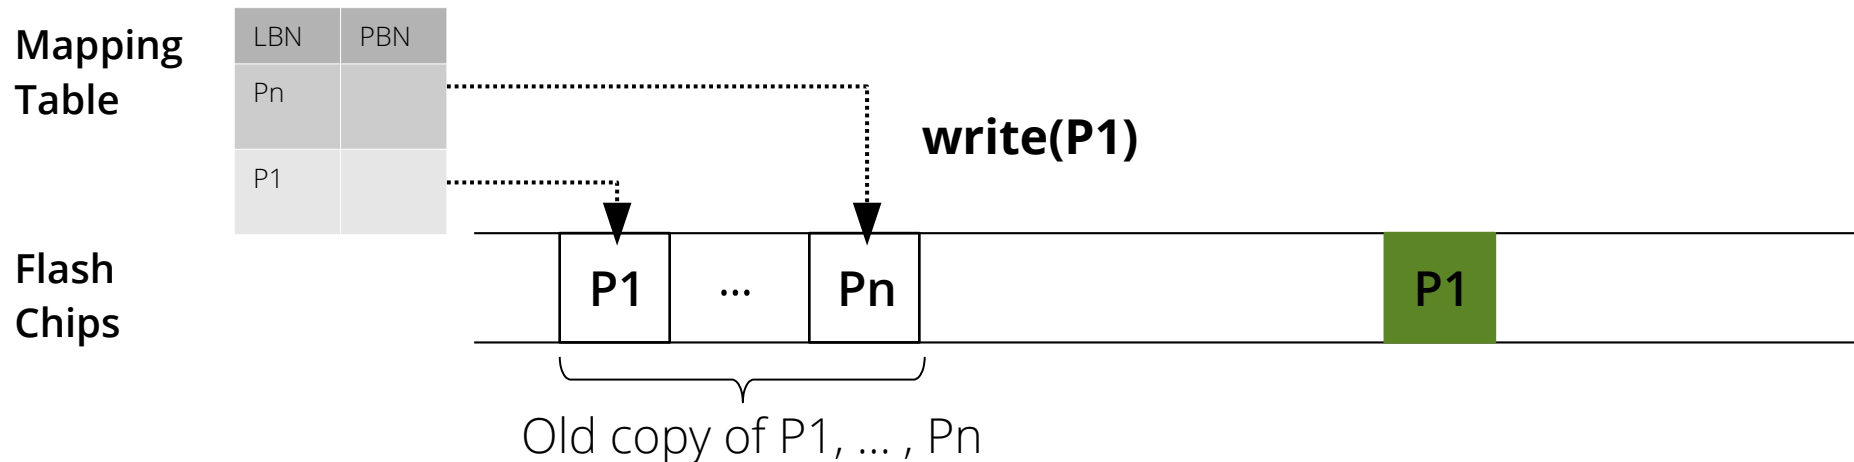 Mapping
Table
LBN PBN
Pn
P1
write(P1)
Flash
Chips
P1 ... Pn P1
Old copy of P1, ... , Pn